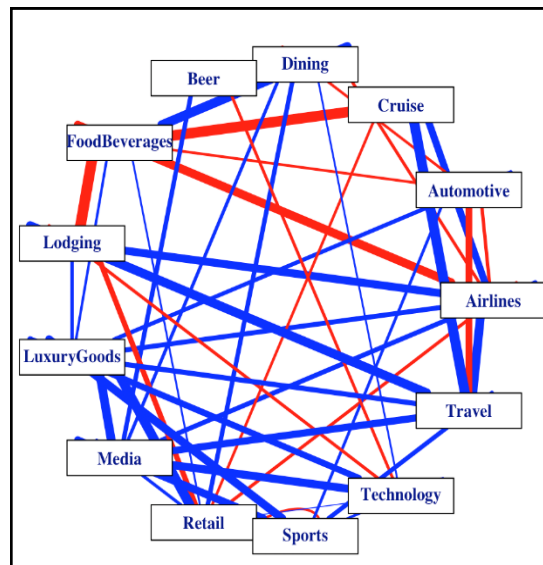 Dining
Beer
Cruise
FoodBeverages
Automotive
Lodging
Airlines
LuxuryGoods
Travel
Media
Technology
Retail
Sports